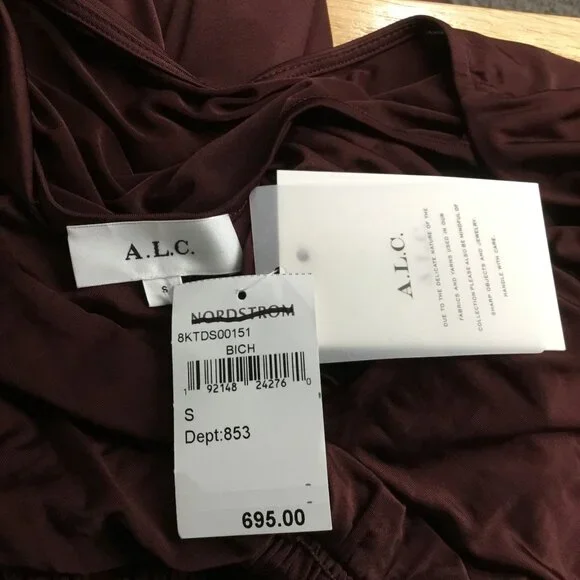 A.L.C.
S
A.L.C.
DUE TO THE DELICATE NATURE OF THE
FABRICS AND YARNS USED IN OUR
COLLECTION PLEASE ALSO BE MINDFUL OF
SHARP OBJECTS AND JEWELRY.
HANDLE WITH CARE.
NORDSTROM
8KTDS00151
BICH
1 92148 24276 0
S
Dept:853
695.00